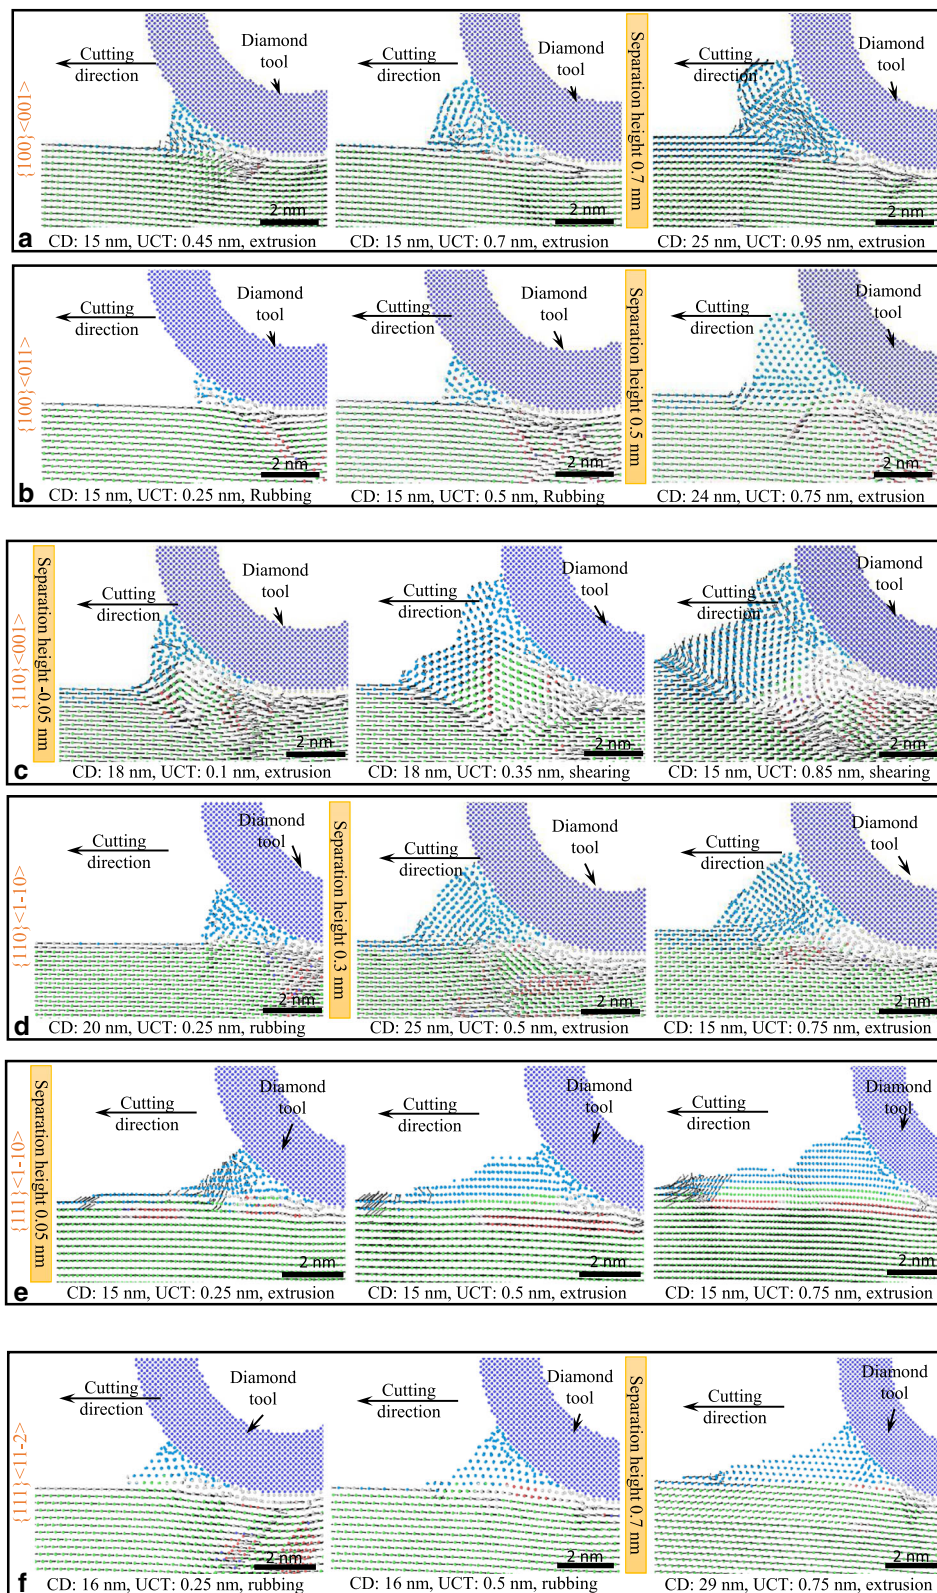 {100}<001>
Cutting
direction
Diamond
tool
2 nm
CD: 15 nm, UCT: 0.45 nm, extrusion
Cutting
direction
Diamond
tool
2 nm
CD: 15 nm, UCT: 0.7 nm, extrusion
Separation height 0.7 nm
Cutting
direction
Diamond
tool
2 nm
CD: 25 nm, UCT: 0.95 nm, extrusion
a
{100}<011>
Cutting
direction
Diamond
tool
2 nm
CD: 15 nm, UCT: 0.25 nm, Rubbing
Cutting
direction
Diamond
tool
2 nm
CD: 15 nm, UCT: 0.5 nm, Rubbing
Separation height 0.5 nm
Cutting
direction
Diamond
tool
2 nm
CD: 24 nm, UCT: 0.75 nm, extrusion
b
{110}<001>
Separation height -0.05 nm
Cutting
direction
Diamond
tool
2 nm
CD: 18 nm, UCT: 0.1 nm, extrusion
Cutting
direction
Diamond
tool
2 nm
CD: 18 nm, UCT: 0.35 nm, shearing
Cutting
direction
Diamond
tool
2 nm
CD: 15 nm, UCT: 0.85 nm, shearing
c
{110}<1-10>
Cutting
direction
Diamond
tool
2 nm
CD: 20 nm, UCT: 0.25 nm, rubbing
Separation height 0.3 nm
Cutting
direction
Diamond
tool
2 nm
CD: 25 nm, UCT: 0.5 nm, extrusion
Cutting
direction
Diamond
tool
2 nm
CD: 15 nm, UCT: 0.75 nm, extrusion
d
{111}<1-10>
Separation height 0.05 nm
Cutting
direction
Diamond
tool
2 nm
CD: 15 nm, UCT: 0.25 nm, extrusion
Cutting
direction
Diamond
tool
2 nm
CD: 15 nm, UCT: 0.5 nm, extrusion
Cutting
direction
Diamond
tool
2 nm
CD: 15 nm, UCT: 0.75 nm, extrusion
e
{111}<11-2>
Cutting
direction
Diamond
tool
2 nm
CD: 16 nm, UCT: 0.25 nm, rubbing
Cutting
direction
Diamond
tool
2 nm
CD: 16 nm, UCT: 0.5 nm, rubbing
Separation height 0.7 nm
Cutting
direction
Diamond
tool
2 nm
CD: 29 nm, UCT: 0.75 nm, extrusion
f